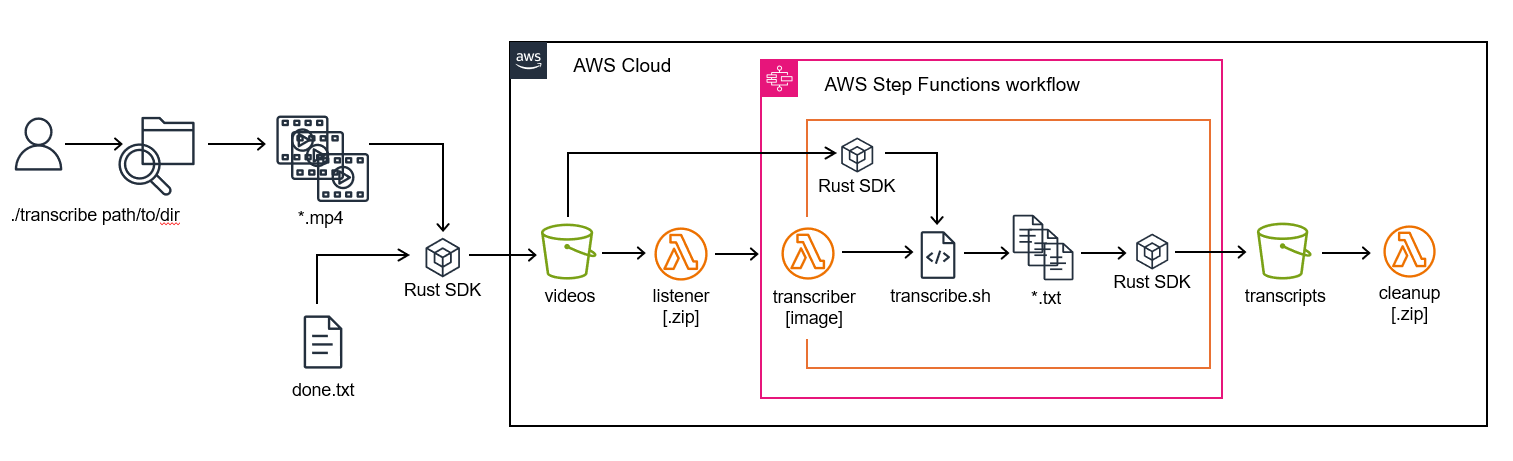 aws
AWS Cloud
AWS Step Functions workflow
Rust SDK
./transcribe path/to/dir
*.mp4
Rust SDK
videos
listener
[.zip]
transcriber
[image]
</>
transcribe.sh
*.txt
Rust SDK
transcripts
cleanup
[.zip]
done.txt